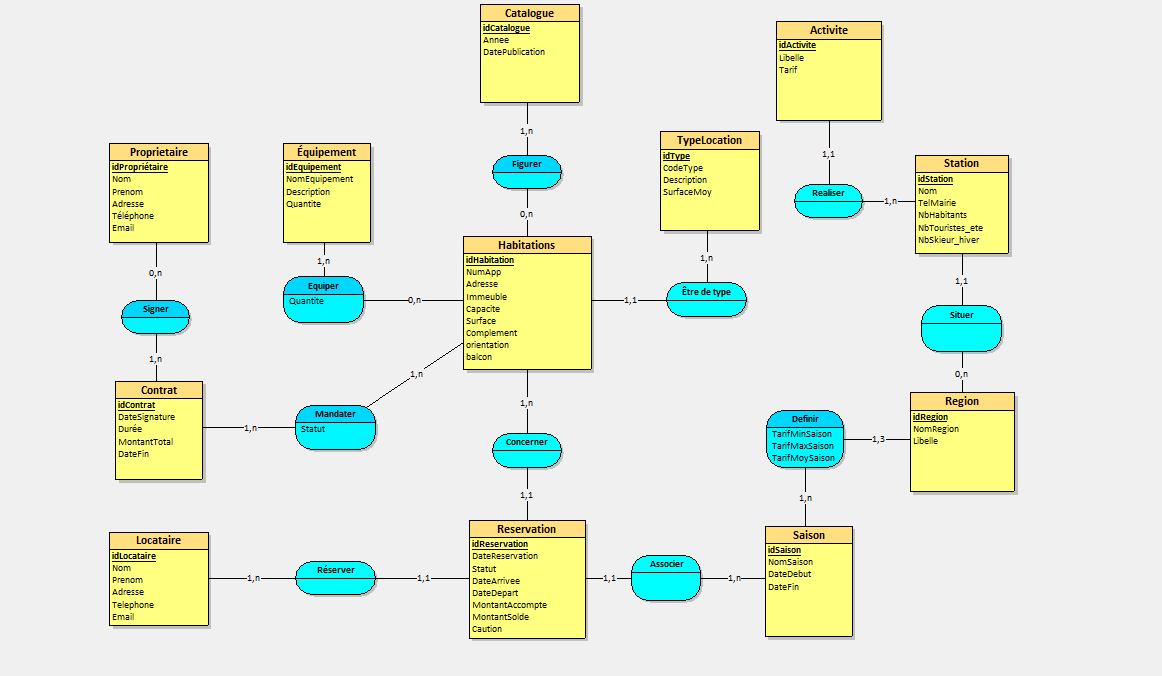 Catalogue
idCatalogue
Annee
DatePublication
Activite
idActivite
Libelle
Tarif
1,n
1,1
Proprietaire
idPropriétaire
Nom
Prenom
Adresse
Téléphone
Email
Équipement
idEquipement
NomEquipement
Description
Quantite
Figurer
TypeLocation
idType
CodeType
Description
SurfaceMoy
Realiser
1,n
Station
idStation
Nom
TelMairie
NbHabitants
NbTouristes_ete
NbSkieur_hiver
0,n
0,n
1,n
1,n
1,1
Habitations
idHabitation
NumApp
Adresse
Immeuble
Capacite
Surface
Complement
orientation
balcon
Signer
Equiper
Quantite
0,n
1,1
Être de type
Situer
1,n
1,n
0,n
Contrat
idContrat
DateSignature
Durée
MontantTotal
DateFin
1,n
Mandater
Statut
1,n
Concerner
Definir
TarifMinSaison
TarifMaxSaison
TarifMoySaison
1,3
Region
idRegion
NomRegion
Libelle
1,1
1,n
Locataire
idLocataire
Nom
Prenom
Adresse
Telephone
Email
1,n
Réserver
1,1
Reservation
idReservation
DateReservation
Statut
DateArrivee
DateDepart
MontantAccompte
MontantSolde
Caution
1,1
Associer
1,n
Saison
idSaison
NomSaison
DateDebut
DateFin